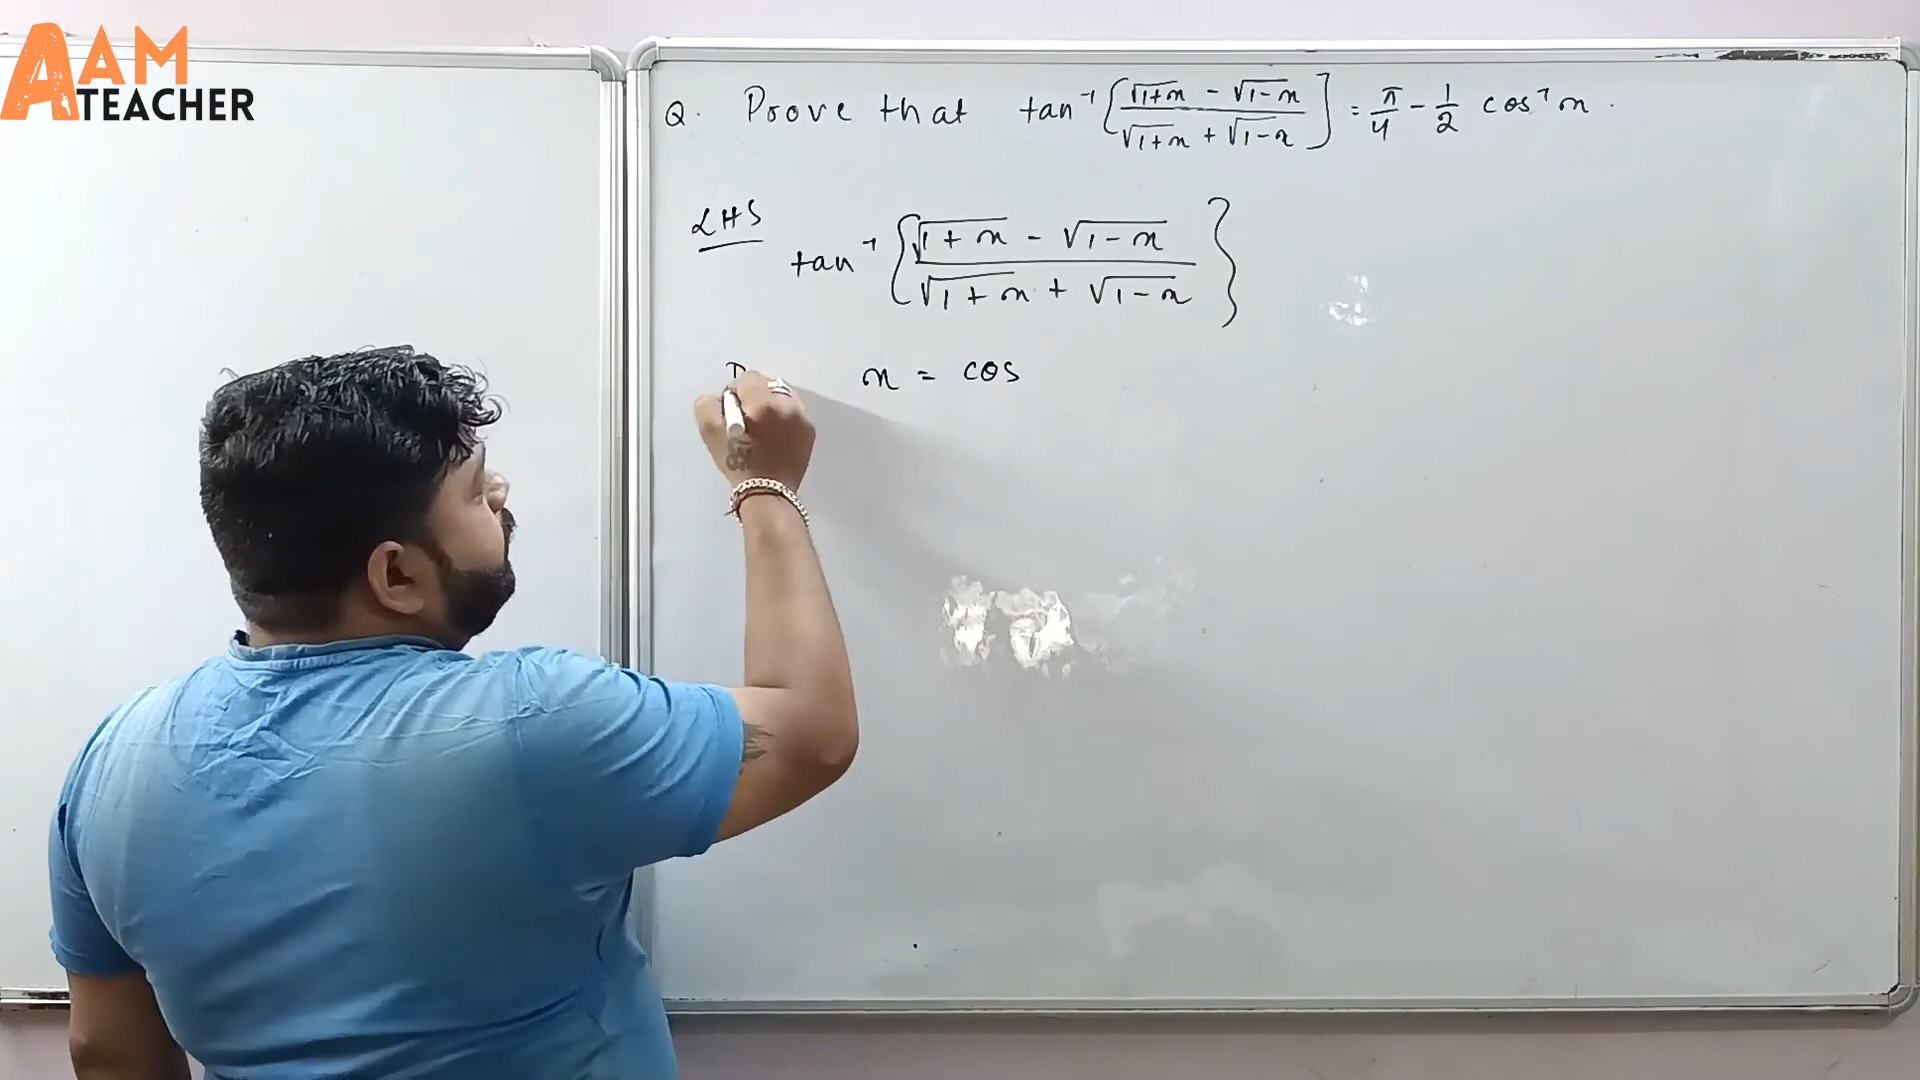 AAM
TEACHER
Q. Prove that tan⁻¹ [ (√1+x − √1−x) / (√1+x + √1−x) ] = π/4 − 1/2 cos⁻¹ x .
LHS
tan⁻¹ { (√1+x − √1−x) / (√1+x + √1−x) }
x = cos